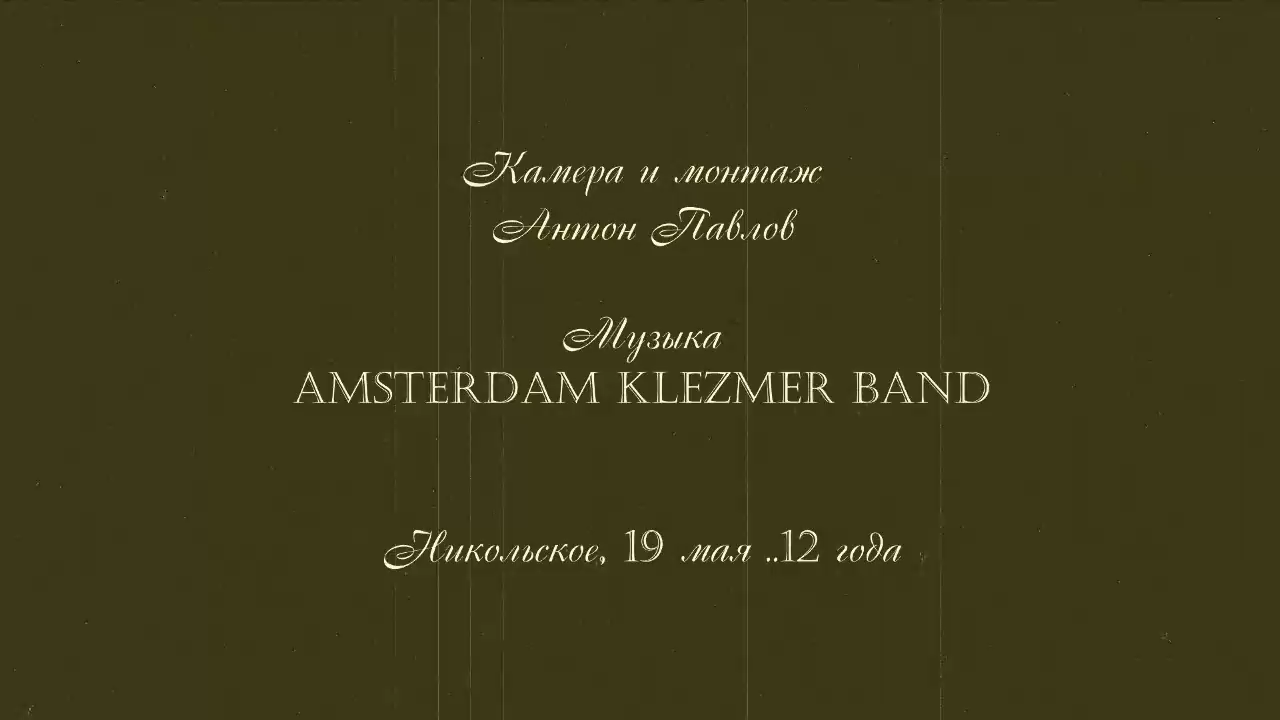 Камера и монтаж
Антон Павлов
Музыка
AMSTERDAM KLEZMER BAND
Никольское, 19 мая ..12 года